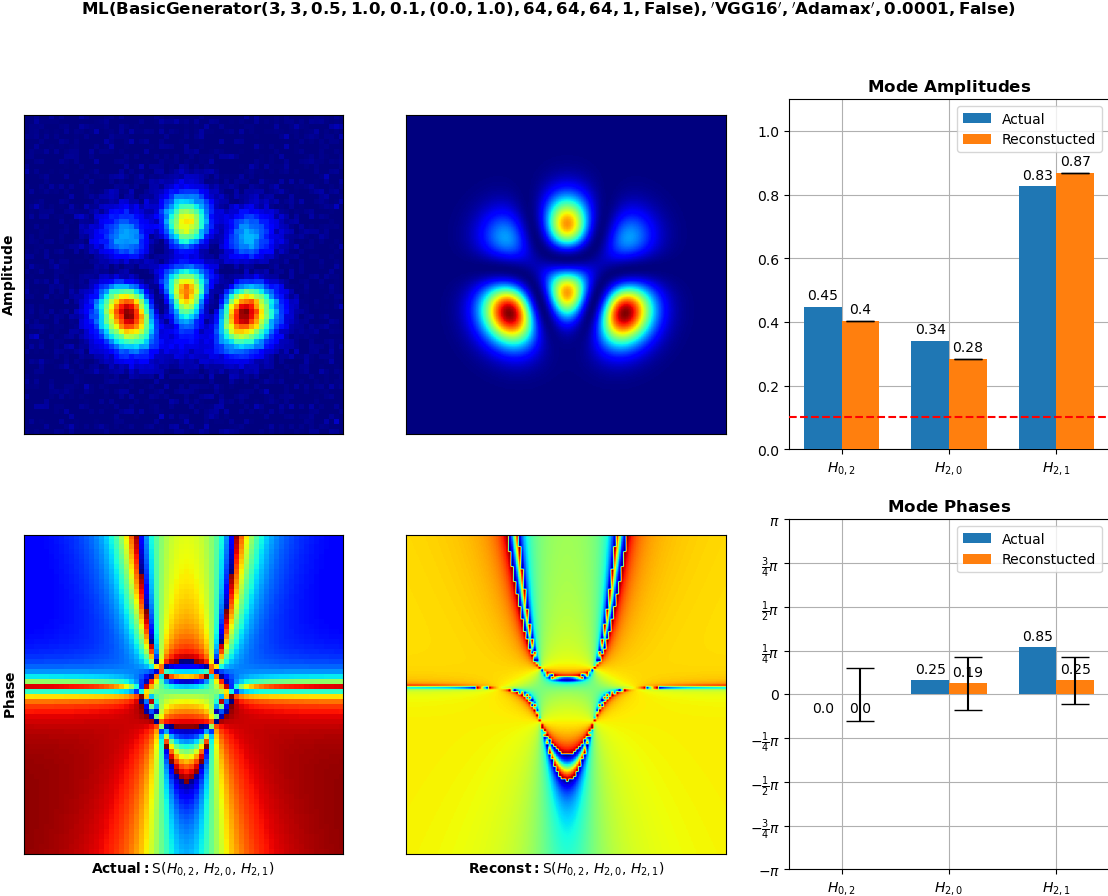 ML(BasicGenerator(3, 3, 0.5, 1.0, 0.1, (0.0, 1.0), 64, 64, 64, 1, False), ′VGG16′, ′Adamax′, 0.0001, False)
Amplitude
Mode Amplitudes
Actual
Reconstucted
1.0
0.8
0.6
0.4
0.2
0.0
0.45
0.4
0.34
0.28
0.83
0.87
H0,2
H2,0
H2,1
Phase
Actual: S(H0,2, H2,0, H2,1)
Reconst: S(H0,2, H2,0, H2,1)
Mode Phases
Actual
Reconstucted
π
3/4π
1/2π
1/4π
0
−1/4π
−1/2π
−3/4π
−π
0.0
0.0
0.25
0.19
0.85
0.25
H0,2
H2,0
H2,1